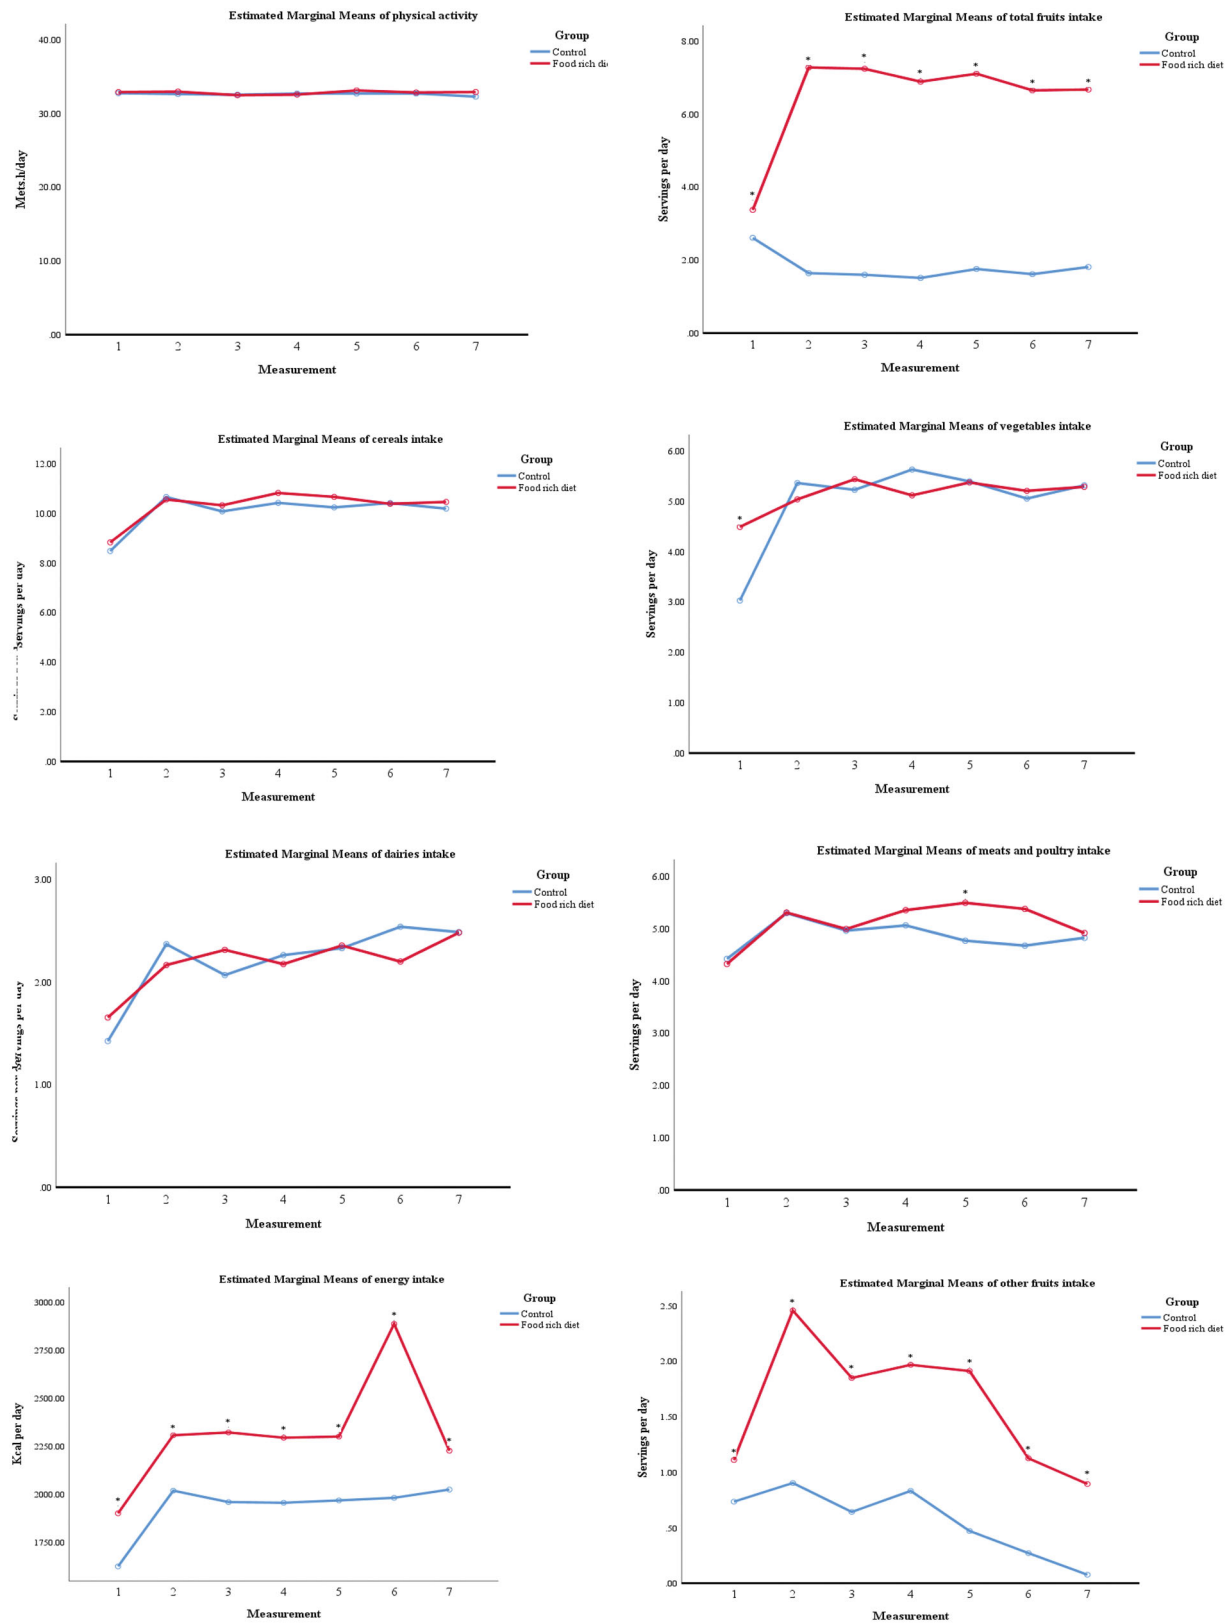 Estimated Marginal Means of physical activity
Group
Control
Food rich di
40.00
30.00
20.00
10.00
.00
Mets.h/day
1 2 3 4 5 6 7
Measurement
Estimated Marginal Means of total fruits intake
Group
Control
Food rich diet
8.00
6.00
4.00
2.00
.00
Servings per day
* * * * * * *
1 2 3 4 5 6 7
Measurement
Estimated Marginal Means of cereals intake
Group
Control
Food rich diet
12.00
10.00
8.00
6.00
4.00
2.00
.00
servings per day
1 2 3 4 5 6 7
Measurement
Estimated Marginal Means of vegetables intake
Group
Control
Food rich diet
6.00
5.00
4.00
3.00
2.00
1.00
.00
Servings per day
*
1 2 3 4 5 6 7
Measurement
Estimated Marginal Means of dairies intake
Group
Control
Food rich diet
3.00
2.00
1.00
.00
servings per day
1 2 3 4 5 6 7
Measurement
Estimated Marginal Means of meats and poultry intake
Group
Control
Food rich diet
6.00
5.00
4.00
3.00
2.00
1.00
.00
Servings per day
*
1 2 3 4 5 6 7
Measurement
Estimated Marginal Means of energy intake
Group
Control
Food rich diet
3000.00
2750.00
2500.00
2250.00
2000.00
1750.00
Kcal per day
* * * * * * *
1 2 3 4 5 6 7
Measurement
Estimated Marginal Means of other fruits intake
Group
Control
Food rich diet
2.50
2.00
1.50
1.00
.50
.00
Servings per day
* * * * * * *
1 2 3 4 5 6 7
Measurement